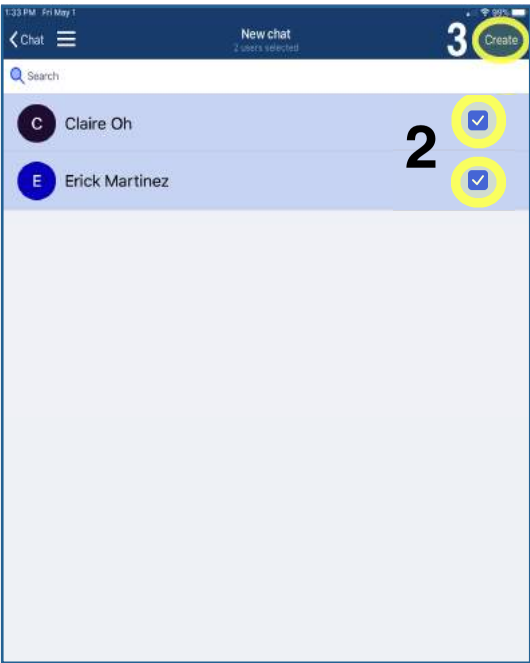 1:33 PM Fri May 1 99%
Chat New chat 3 Create
2 users selected
Search
C Claire Oh
2
E Erick Martinez